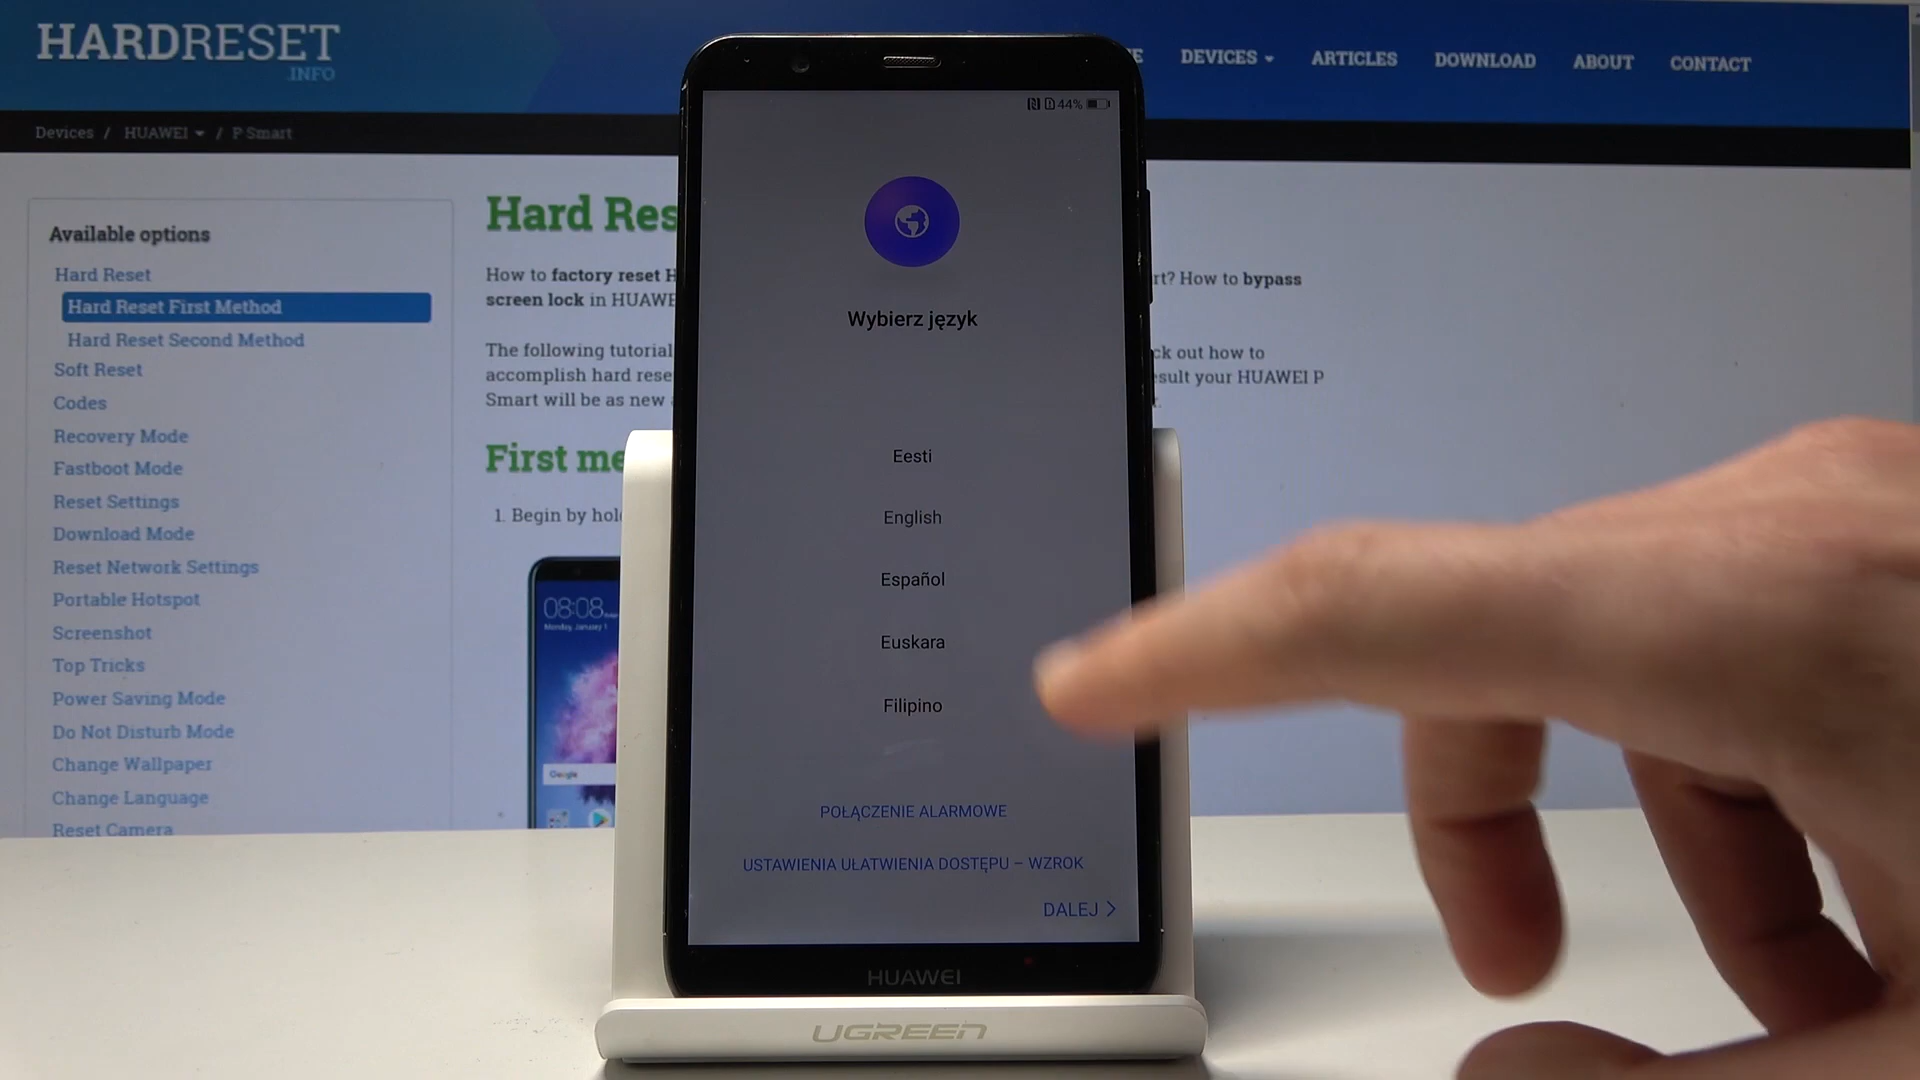 HARDRESET
.INFO
DEVICES
ARTICLES
DOWNLOAD
ABOUT
CONTACT
Devices / HUAWEI / P Smart
Available options
Hard Reset
Hard Reset First Method
Hard Reset Second Method
Soft Reset
Codes
Recovery Mode
Fastboot Mode
Reset Settings
Download Mode
Reset Network Settings
Portable Hotspot
Screenshot
Top Tricks
Power Saving Mode
Do Not Disturb Mode
Change Wallpaper
Change Language
Reset Camera
Hard Res
How to factory reset H
rt? How to bypass
screen lock in HUAWE
The following tutorial
ck out how to
accomplish hard rese
sult your HUAWEI P
Smart will be as new
First me
1. Begin by hol
08:08
Monday, January 1
Google
44%
Wybierz język
Eesti
English
Español
Euskara
Filipino
POŁĄCZENIE ALARMOWE
USTAWIENIA UŁATWIENIA DOSTĘPU – WZROK
DALEJ >
HUAWEI
UGREEN